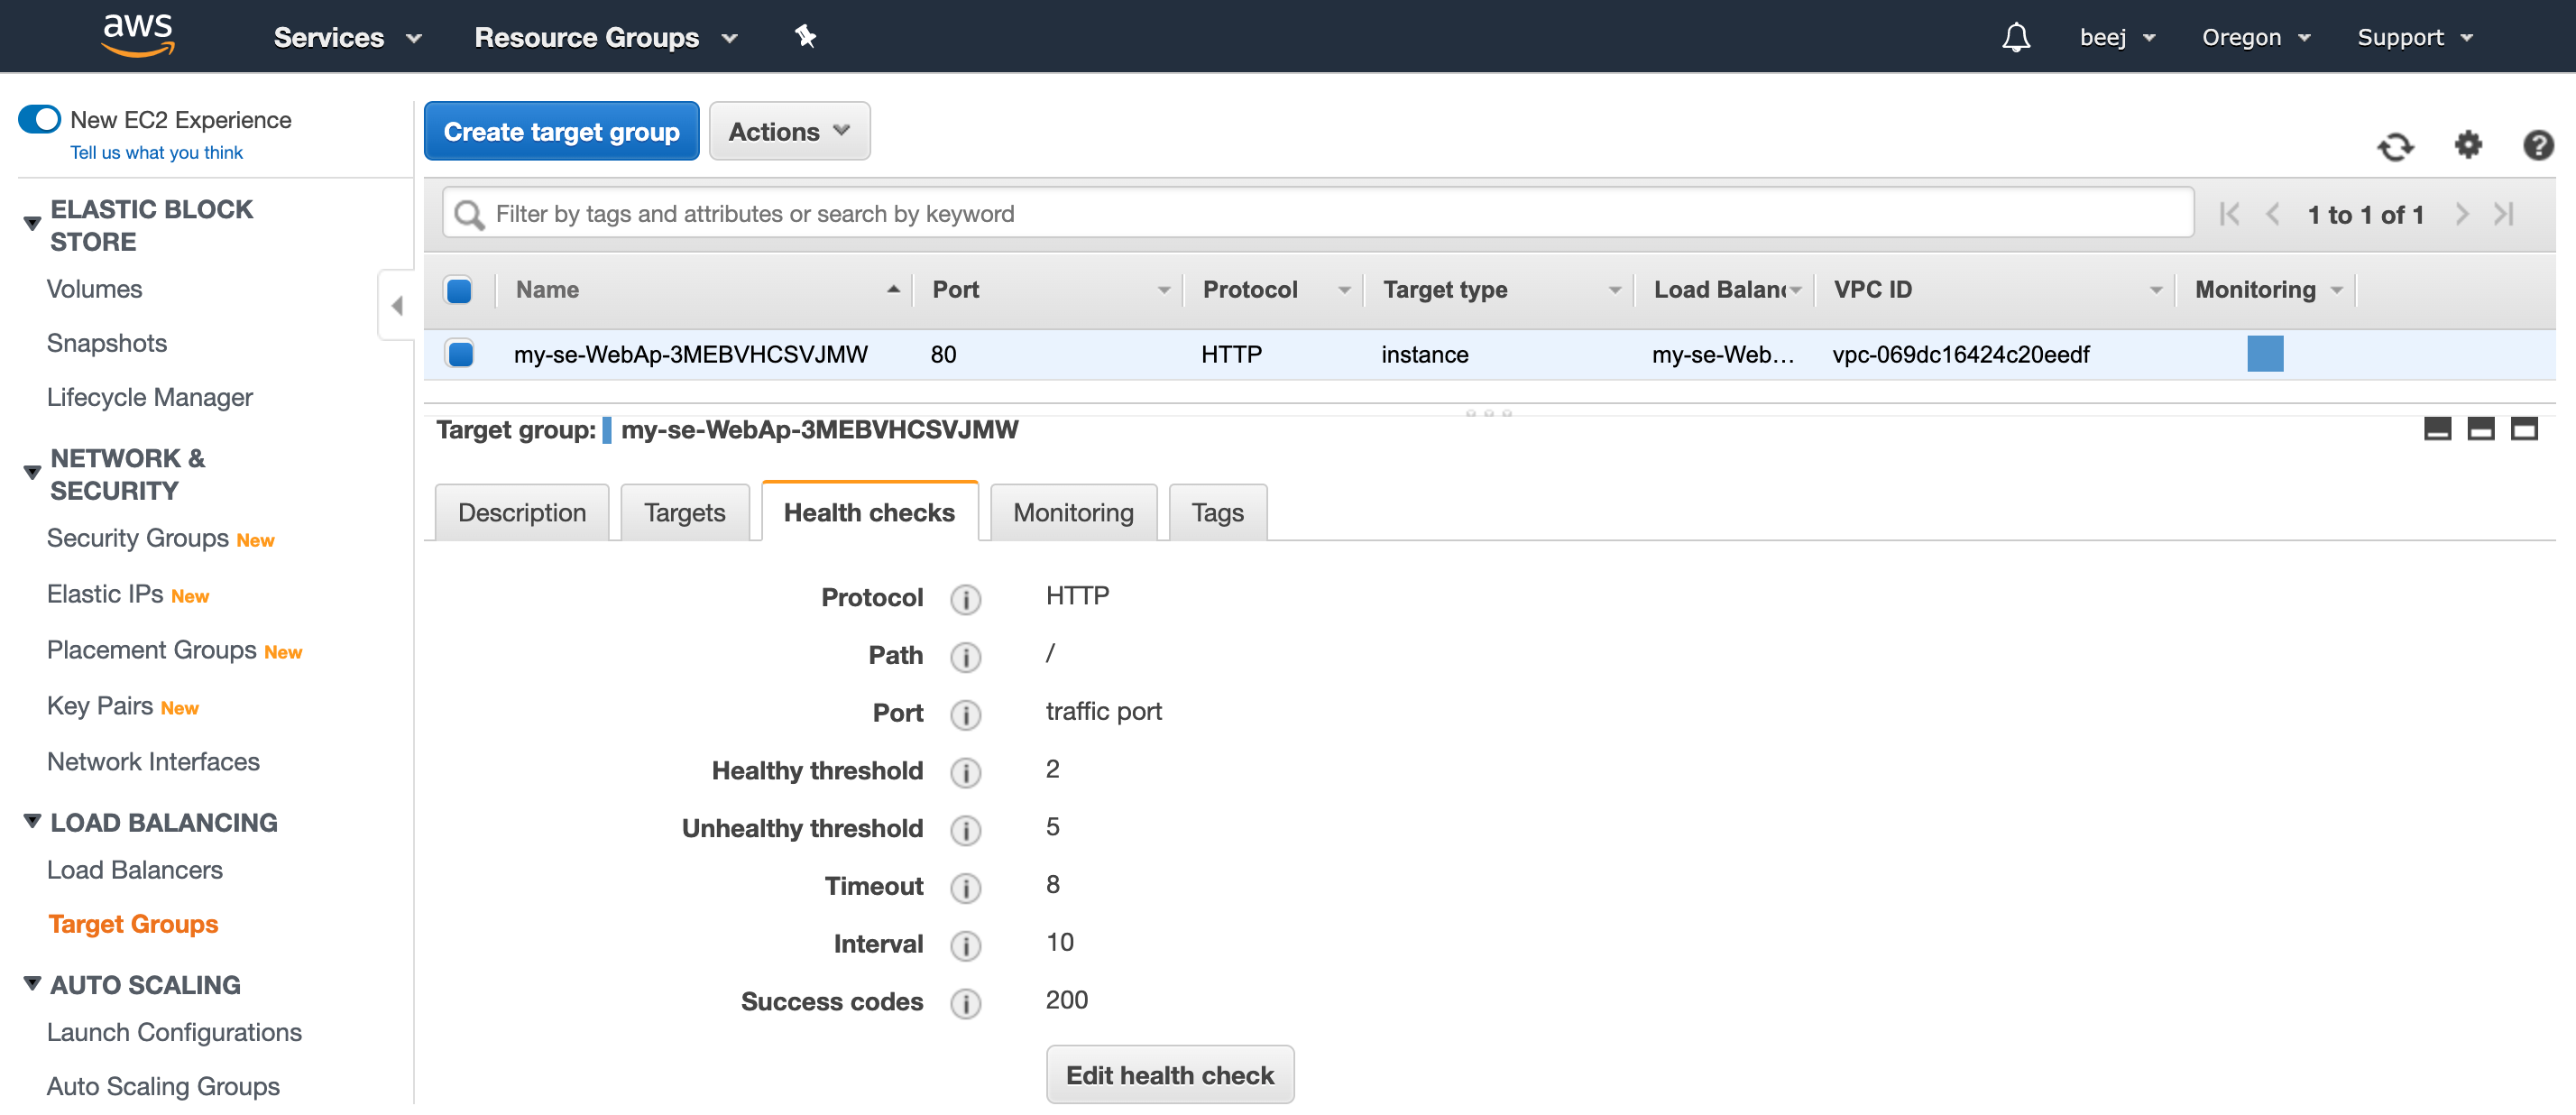 aws
Services
Resource Groups
beej
Oregon
Support
New EC2 Experience
Tell us what you think
ELASTIC BLOCK
STORE
Volumes
Snapshots
Lifecycle Manager
NETWORK &
SECURITY
Security Groups New
Elastic IPs New
Placement Groups New
Key Pairs New
Network Interfaces
LOAD BALANCING
Load Balancers
Target Groups
AUTO SCALING
Launch Configurations
Auto Scaling Groups
Create target group
Actions
Filter by tags and attributes or search by keyword
1 to 1 of 1
Name Port Protocol Target type Load Balan VPC ID Monitoring
my-se-WebAp-3MEBVHCSVJMW 80 HTTP instance my-se-Web... vpc-069dc16424c20eedf
Target group: my-se-WebAp-3MEBVHCSVJMW
Description
Targets
Health checks
Monitoring
Tags
Protocol HTTP
Path /
Port traffic port
Healthy threshold 2
Unhealthy threshold 5
Timeout 8
Interval 10
Success codes 200
Edit health check